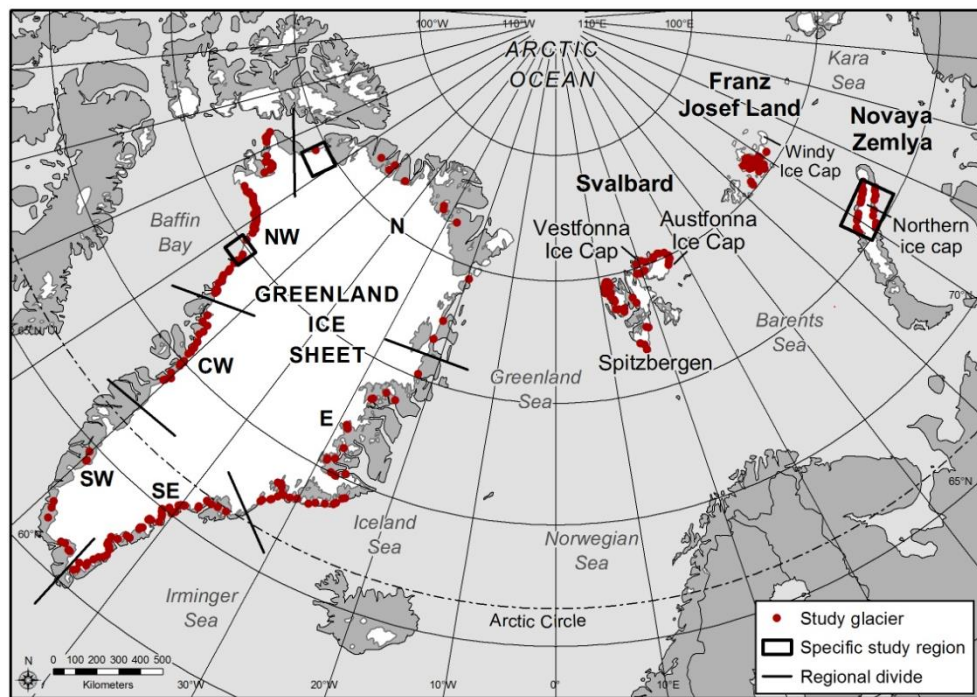 100°W
110°W
110°E
100°E
ARCTIC
OCEAN
Kara
Sea
Franz
Josef Land
Novaya
Zemlya
Windy
Ice Cap
Svalbard
Vestfonna
Ice Cap
Austfonna
Ice Cap
Northern
ice cap
Baffin
Bay
NW
N
GREENLAND
ICE
SHEET
70°N
Barents
Sea
Spitzbergen
CW
Greenland
Sea
E
SW
SE
65°N
60°N
Iceland
Sea
Norwegian
Sea
Irminger
Sea
Arctic Circle
Study glacier
Specific study region
Regional divide
N
0 100 200 300 400 500
Kilometers
30°W
20°W
10°W
0°
10°E